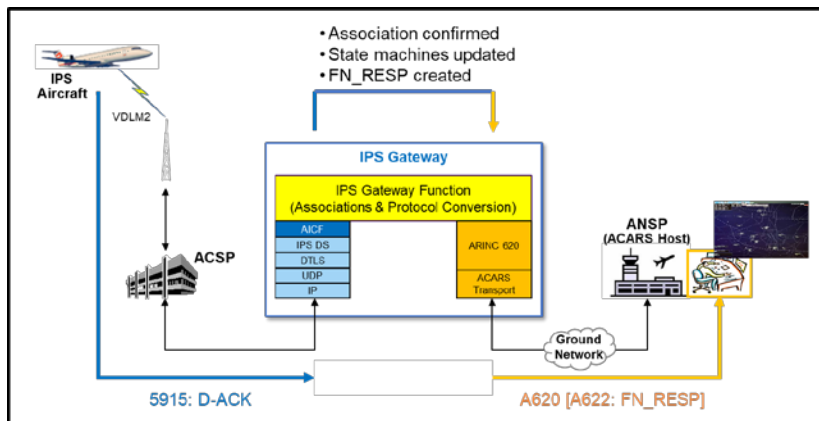 • Association confirmed
• State machines updated
• FN_RESP created
IPS
Aircraft
VDLM2
IPS Gateway
IPS Gateway Function
(Associations & Protocol Conversion)
AICF
IPS DS
DTLS
UDP
IP
ARINC 620
ACARS
Transport
ACSP
ANSP
(ACARS Host)
Ground
Network
5915: D-ACK
A620 [A622: FN_RESP]